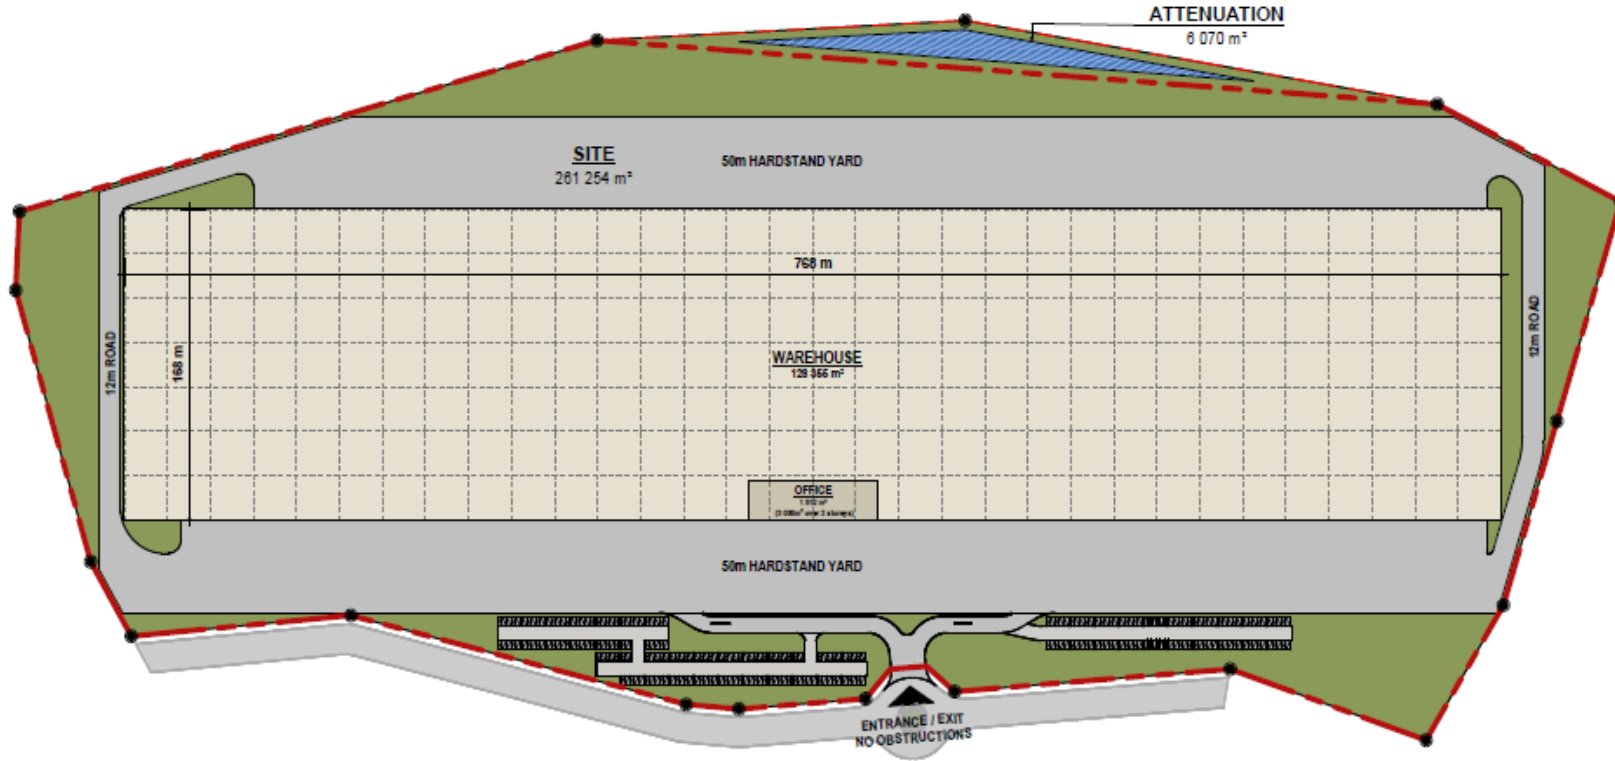 ATTENUATION
6 070 m²
SITE
261 254 m²
50m HARDSTAND YARD
768 m
168 m
12m ROAD
12m ROAD
WAREHOUSE
128 356 m²
OFFICE
50m HARDSTAND YARD
ENTRANCE / EXIT
NO OBSTRUCTIONS